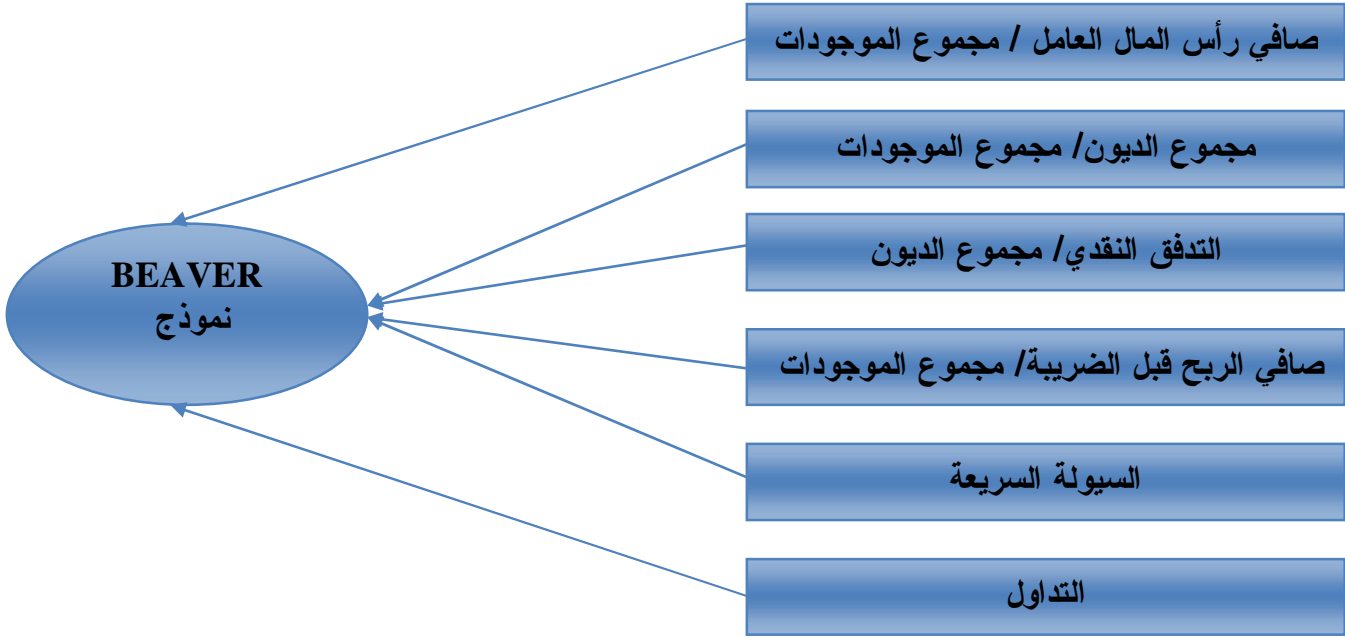 صافي رأس المال العامل / مجموع الموجودات
مجموع الديون/ مجموع الموجودات
التدفق النقدي/ مجموع الديون
صافي الربح قبل الضريبة/ مجموع الموجودات
السيولة السريعة
التداول
BEAVER
نموذج